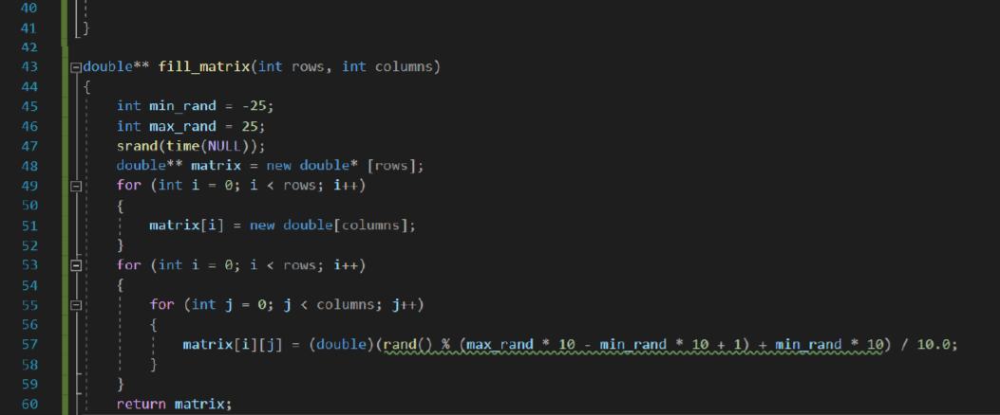 40
41 }
42
43 double** fill_matrix(int rows, int columns)
44 {
45 int min_rand = -25;
46 int max_rand = 25;
47 srand(time(NULL));
48 double** matrix = new double* [rows];
49 for (int i = 0; i < rows; i++)
50 {
51 matrix[i] = new double[columns];
52 }
53 for (int i = 0; i < rows; i++)
54 {
55 for (int j = 0; j < columns; j++)
56 {
57 matrix[i][j] = (double)(rand() % (max_rand * 10 - min_rand * 10 + 1) + min_rand * 10) / 10.0;
58 }
59 }
60 return matrix;